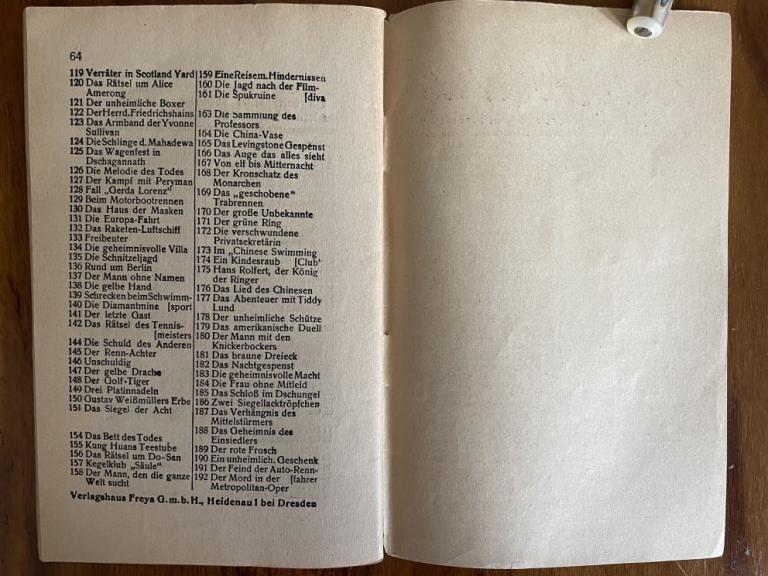 64
119 Verräter in Scotland Yard
120 Das Rätsel um Alice
Amerong
121 Der unheimliche Boxer
122 DerHerrd.Friedrichshains
123 Das Armband der Yvonne
Sullivan
124 Die Schlinge d. Mahadewa
125 Das Wagenfest in
Dschagannath
126 Die Melodie des Todes
127 Der Kampf mit Peryman
128 Fall „Gerda Lorenz“
129 Beim Motorbootrennen
130 Das Haus der Masken
131 Die Europa-Fahrt
132 Das Raketen-Luftschiff
133 Freibeuter
134 Die geheimnisvolle Villa
135 Die Schnitzeljagd
136 Rund um Berlin
137 Der Mann ohne Namen
138 Die gelbe Hand
139 Schrecken beim Schwimm-
140 Die Diamantmine [sport
141 Der letzte Gast
142 Das Rätsel des Tennis-
[meisters
144 Die Schuld des Anderen
145 Der Renn-Achter
146 Unschuldig
147 Der gelbe Drache
148 Der Golf-Tiger
149 Drei Platinnadeln
150 Gustav Weißmüllers Erbe
151 Das Siegel der Acht
154 Das Bett des Todes
155 Kung Huans Teestube
156 Das Rätsel um Do-San
157 Kegelklub „Säule“
158 Der Mann, den die ganze
Welt sucht
159 Eine Reise m. Hindernissen
160 Die Jagd nach der Film-
161 Die Spukruine [diva
163 Die Sammlung des
Professors
164 Die China-Vase
165 Das Levingstone Gespenst
166 Das Auge das alles sieht
167 Von elf bis Mitternacht
168 Der Kronschatz des
Monarchen
169 Das „geschobene“
Trabrennen
170 Der große Unbekannte
171 Der grüne Ring
172 Die verschwundene
Privatsekretärin
173 Im „Chinese Swimming
174 Ein Kindesraub [Club“
175 Hans Rolfert, der König
der Ringer
176 Das Lied des Chinesen
177 Das Abenteuer mit Tiddy
Lund
178 Der unheimliche Schütze
179 Das amerikanische Duell
180 Der Mann mit den
Knickerbockers
181 Das braune Dreieck
182 Das Nachtgespenst
183 Die geheimnisvolle Macht
184 Die Frau ohne Mitleid
185 Das Schloß im Dschungel
186 Zwei Siegellacktröpfchen
187 Das Verhängnis des
Mittelstürmers
188 Das Geheimnis des
Einsiedlers
189 Der rote Frosch
190 Ein unheimlich. Geschenk
191 Der Feind der Auto-Renn-
192 Der Mord in der [fahrer
Metropolitan-Oper
Verlagshaus Freya G.m.b.H., Heidenau 1 bei Dresden